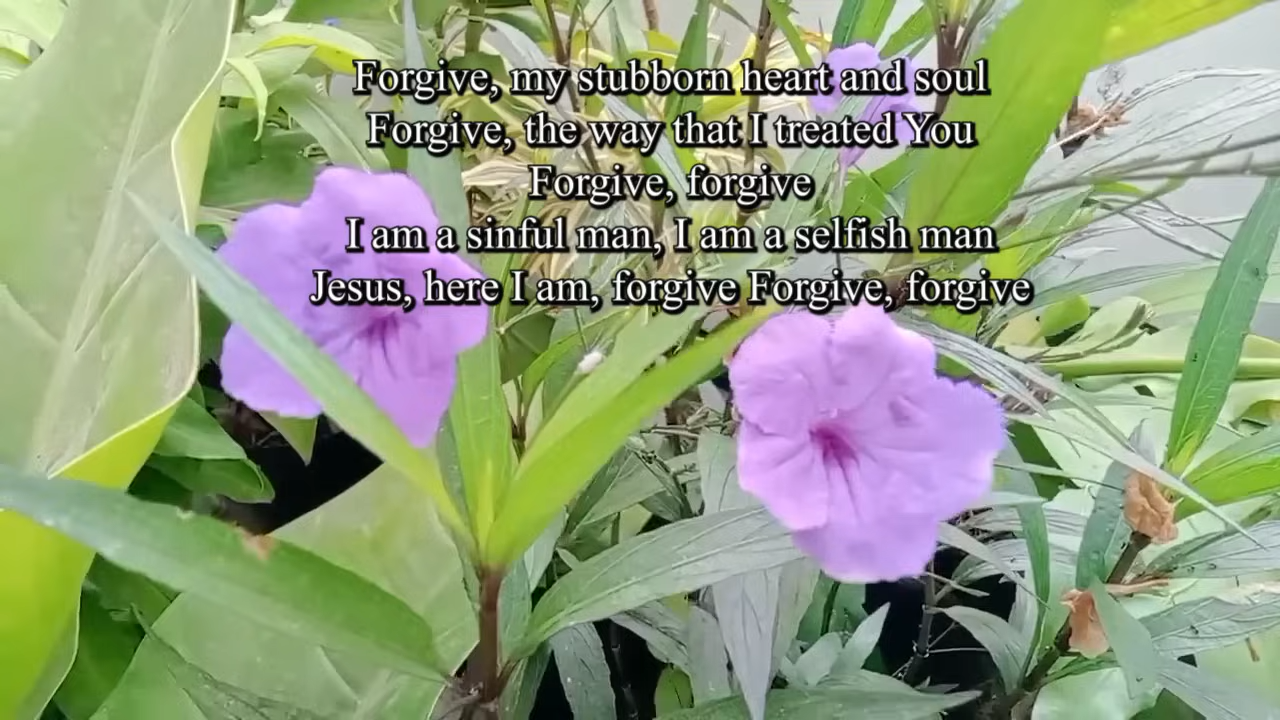 Forgive, my stubborn heart and soul
Forgive, the way that I treated You
Forgive, forgive
I am a sinful man, I am a selfish man
Jesus, here I am, forgive Forgive, forgive